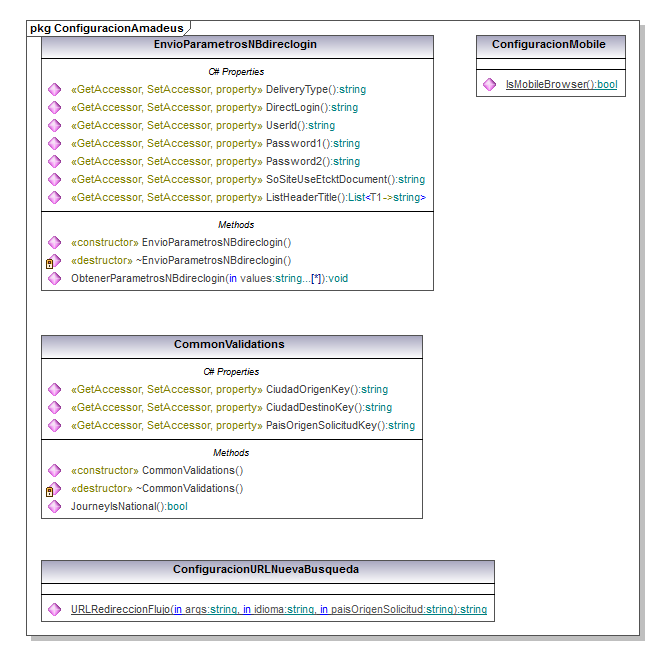 pkg ConfiguracionAmadeus
EnvioParametrosNBdireclogin
C# Properties
«GetAccessor, SetAccessor, property» DeliveryType():string
«GetAccessor, SetAccessor, property» DirectLogin():string
«GetAccessor, SetAccessor, property» UserId():string
«GetAccessor, SetAccessor, property» Password1():string
«GetAccessor, SetAccessor, property» Password2():string
«GetAccessor, SetAccessor, property» SoSiteUseEtcktDocument():string
«GetAccessor, SetAccessor, property» ListHeaderTitle():List<T1->string>
Methods
«constructor» EnvioParametrosNBdireclogin()
«destructor» ~EnvioParametrosNBdireclogin()
ObtenerParametrosNBdireclogin(in values:string...[*]):void
ConfiguracionMobile
IsMobileBrowser():bool
CommonValidations
C# Properties
«GetAccessor, SetAccessor, property» CiudadOrigenKey():string
«GetAccessor, SetAccessor, property» CiudadDestinoKey():string
«GetAccessor, SetAccessor, property» PaisOrigenSolicitudKey():string
Methods
«constructor» CommonValidations()
«destructor» ~CommonValidations()
JourneyIsNational():bool
ConfiguracionURLNuevaBusqueda
URLRedireccionFlujo(in args:string, in idioma:string, in paisOrigenSolicitud:string):string